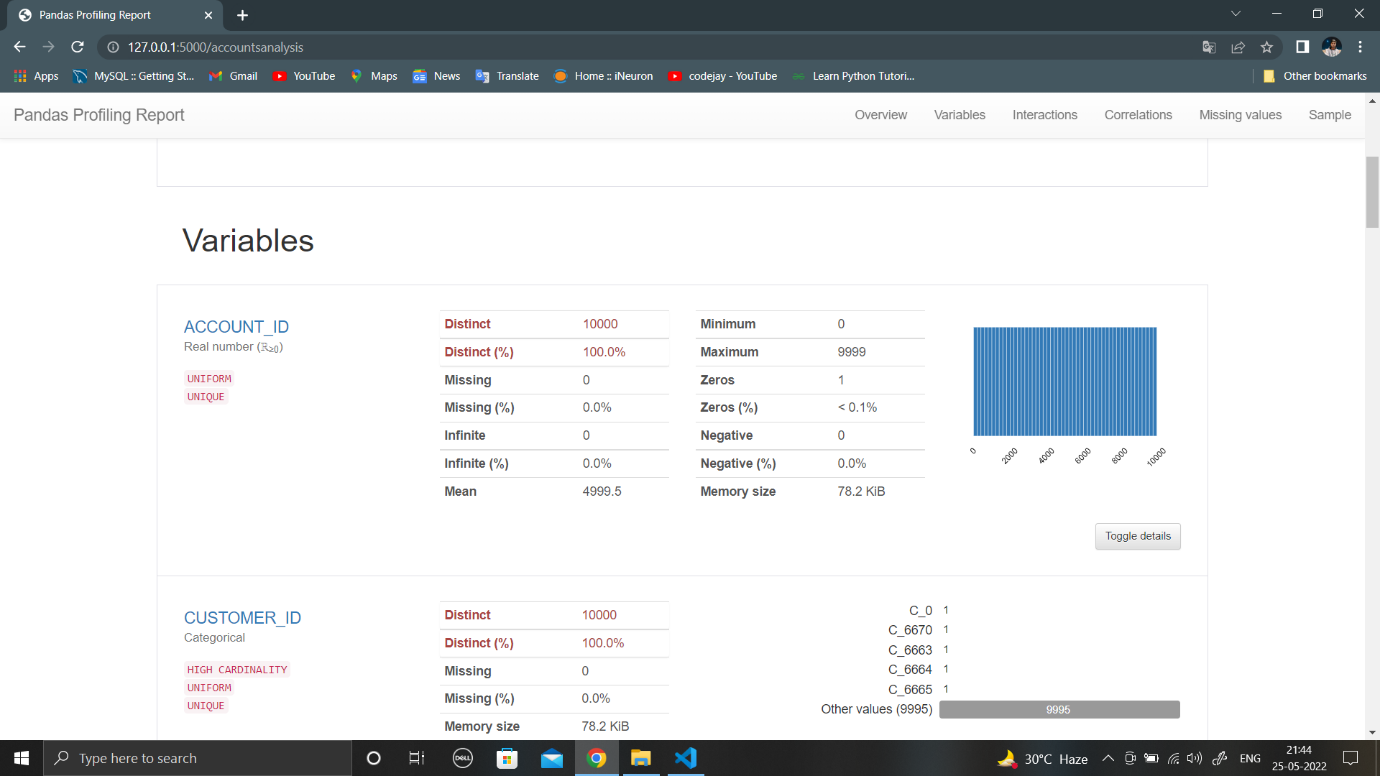 Pandas Profiling Report
127.0.0.1:5000/accountsanalysis
Apps MySQL :: Getting St... Gmail YouTube Maps News Translate Home :: iNeuron codejay - YouTube Learn Python Tutori... Other bookmarks
Pandas Profiling Report Overview Variables Interactions Correlations Missing values Sample
Variables
ACCOUNT_ID
Real number (ℝ≥0)
UNIFORM
UNIQUE
Distinct 10000
Distinct (%) 100.0%
Missing 0
Missing (%) 0.0%
Infinite 0
Infinite (%) 0.0%
Mean 4999.5
Minimum 0
Maximum 9999
Zeros 1
Zeros (%) < 0.1%
Negative 0
Negative (%) 0.0%
Memory size 78.2 KiB
0 2000 4000 6000 8000 10000
Toggle details
CUSTOMER_ID
Categorical
HIGH CARDINALITY
UNIFORM
UNIQUE
Distinct 10000
Distinct (%) 100.0%
Missing 0
Missing (%) 0.0%
Memory size 78.2 KiB
C_0 1
C_6670 1
C_6663 1
C_6664 1
C_6665 1
Other values (9995) 9995
Type here to search
DELL
30°C Haze
ENG
21:44
25-05-2022